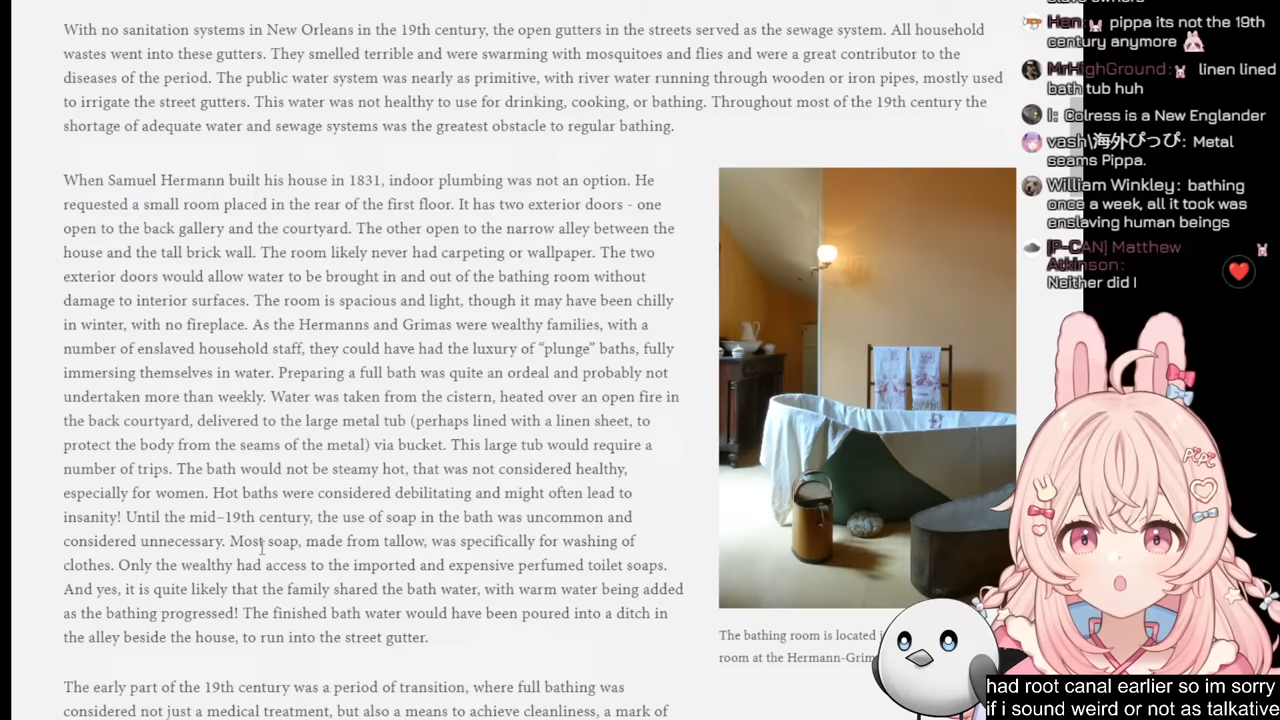 With no sanitation systems in New Orleans in the 19th century, the open gutters in the streets served as the sewage system. All household
waste went into these gutters. They and the cisterns were swarming with mosquitoes and flies and were a great contributor to the
diseases of the period. The public water system was fairly primitive, with river water running through wooden or iron pipes, mostly used
to irrigate the street gutters. This water was not healthy to use for drinking, cooking, or bathing. Throughout most of the 19th century the
shortage of adequate water and sewage systems was the greatest obstacle to regular bathing.
When Samuel Hermann built his house in indoor plumbing was not an option. He
requested a small room placed in the rear of the first floor. It has two exterior doors - one
open to the back gallery and the courtyard. Another open to the narrow alley between the
house and the tall brick wall. The room likely never had carpeting or wallpaper. The two
exterior doors would allow water to be brought into and out of the bathing room without
damage to interior surfaces. The room is spacious and light, though it may have been chilly
in winter, with no fireplace. As the Hermanns and Grimas were wealthy families, with a
number of enslaved household staff, they could have had the luxury of “plunge” baths, fully
immersing themselves in water. Preparing a full bath was quite an ordeal and probably not
undertaken more than weekly. Water was taken from the cistern, heated over an open fire in
the back courtyard, delivered to the large metal tub (perhaps lined with a linen sheet, to
protect the body from the seams of the metal) via bucket. This large tub would require a
number of trips. The bath would not be steamy hot, that was not considered healthy,
especially for women. Hot baths were considered debilitating and might often lead to
insanity! Until the mid-19th century, the use of soap in the bath was uncommon and
considered unnecessary. Most soap, made from tallow, was specifically for washing of
clothes. Only the wealthy had access to the imported and expensive perfumed toilet soaps.
And yes, it is quite likely that the family shared the bath water, with warm water being added
as the bathing progressed! The finished bath water would have been poured into a ditch in
the alley beside the house, to run into the street gutter.
The bathing room is located
room at the Hermann-Grim
The early part of the 19th century was a period of transition, where full bathing was
considered not just a medical treatment, but also a means to achieve cleanliness, a mark of
slave owners
Hen: pippa its not the 19th
century anymore
MrHighGround: linen lined
bath tub huh
I: Colress is a New Englander
vash\海外ぴっぴ: Metal
seams Pippa.
William Winkley: bathing
once a week, all it took was
enslaving human beings
[P-CAN] Matthew
Atkinson:
Neither did I
PiPi
had root canal earlier so im sorry
if i sound weird or not as talkative